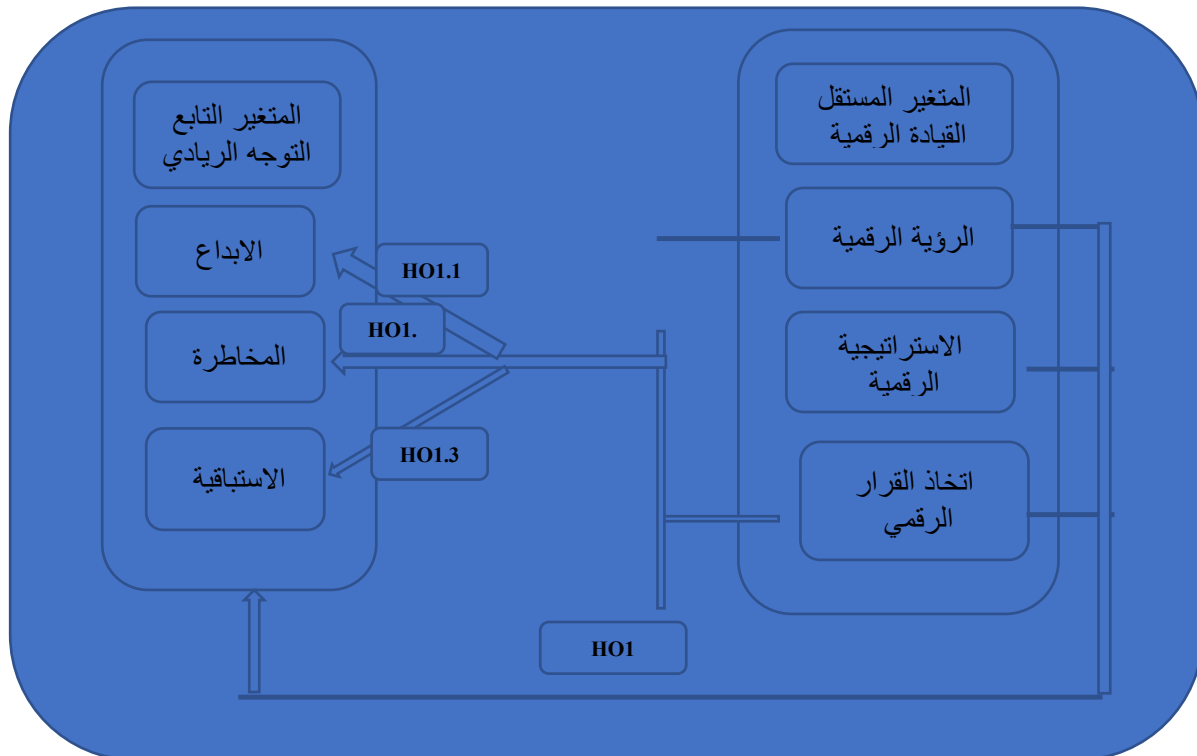 المتغير المستقل
القيادة الرقمية
الرؤية الرقمية
الاستراتيجية
الرقمية
اتخاذ القرار
الرقمي
المتغير التابع
التوجه الريادي
الابداع
المخاطرة
الاستباقية
HO1.1
HO1.
HO1.3
HO1